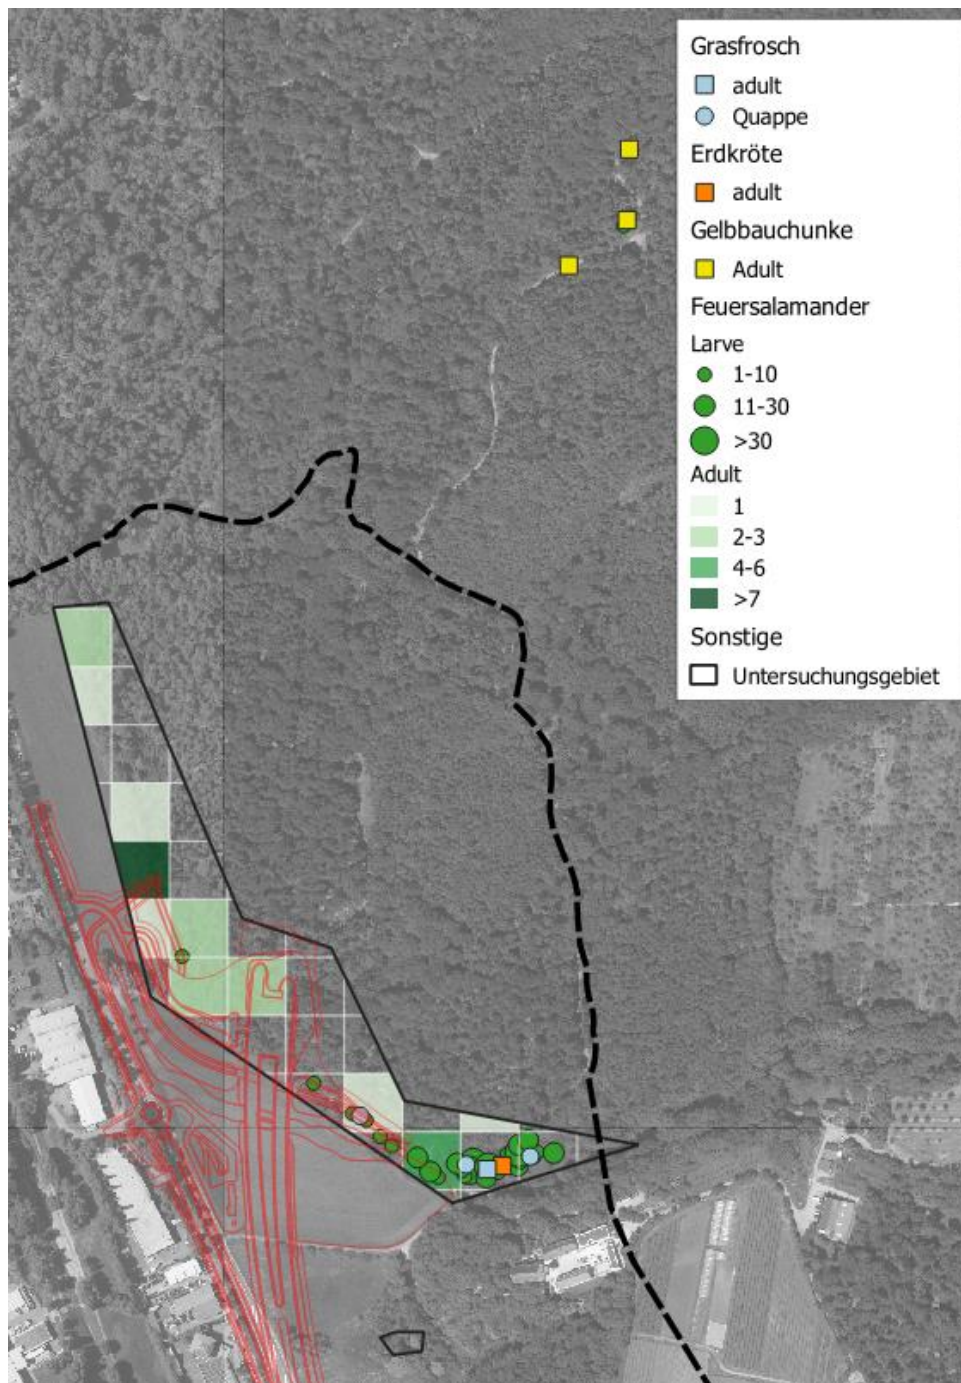 Grasfrosch
adult
Quappe
Erdkröte
adult
Gelbbauchunke
Adult
Feuersalamander
Larve
1-10
11-30
>30
Adult
1
2-3
4-6
>7
Sonstige
Untersuchungsgebiet